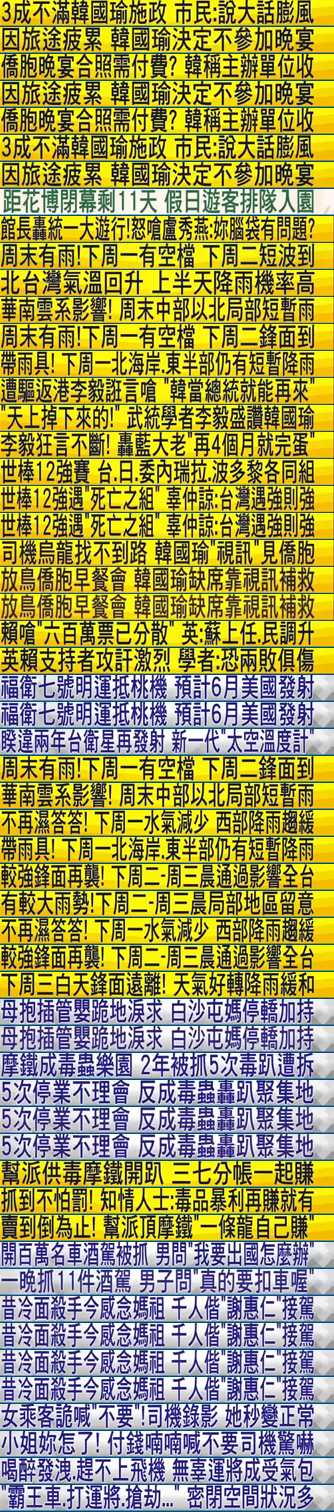 3成不滿韓國瑜施政 市民:說大話膨風
因旅途疲累 韓國瑜決定不參加晚宴
僑胞晚宴合照需付費? 韓稱主辦單位收
因旅途疲累 韓國瑜決定不參加晚宴
僑胞晚宴合照需付費? 韓稱主辦單位收
3成不滿韓國瑜施政 市民:說大話膨風
因旅途疲累 韓國瑜決定不參加晚宴
距花博閉幕剩11天 假日遊客排隊入園
館長轟統一大遊行!怒嗆盧秀燕:妳腦袋有問題?
周末有雨!下周一有空檔 下周二短波到
北台灣氣溫回升 上半天降雨機率高
華南雲系影響! 周末中部以北局部短暫雨
周末有雨!下周一有空檔 下周二鋒面到
帶雨具! 下周一北海岸.東半部仍有短暫降雨
遭驅返港李毅誑言嗆 "韓當總統就能再來"
"天上掉下來的!" 武統學者李毅盛讚韓國瑜
李毅狂言不斷! 轟藍大老"再4個月就完蛋"
世棒12強賽 台.日.委內瑞拉.波多黎各同組
世棒12強遇"死亡之組" 辜仲諒:台灣遇強則強
世棒12強遇"死亡之組" 辜仲諒:台灣遇強則強
司機烏龍找不到路 韓國瑜"視訊"見僑胞
放鳥僑胞早餐會 韓國瑜缺席靠視訊補救
放鳥僑胞早餐會 韓國瑜缺席靠視訊補救
賴嗆"六百萬票已分散" 英:蘇上任.民調升
英賴支持者攻訐激烈 學者:恐兩敗俱傷
福衛七號明運抵桃機 預計6月美國發射
福衛七號明運抵桃機 預計6月美國發射
睽違兩年台衛星再發射 新一代"太空溫度計"
周末有雨!下周一有空檔 下周二鋒面到
華南雲系影響! 周末中部以北局部短暫雨
不再濕答答! 下周一水氣減少 西部降雨趨緩
帶雨具! 下周一北海岸.東半部仍有短暫降雨
較強鋒面再襲! 下周二-周三晨通過影響全台
有較大雨勢!下周二-周三晨局部地區留意
不再濕答答! 下周一水氣減少 西部降雨趨緩
較強鋒面再襲! 下周二-周三晨通過影響全台
下周三白天鋒面遠離! 天氣好轉降雨緩和
母抱插管嬰跪地淚求 白沙屯媽停轎加持
母抱插管嬰跪地淚求 白沙屯媽停轎加持
摩鐵成毒蟲樂園 2年被抓5次毒趴遭拆
5次停業不理會 反成毒蟲轟趴聚集地
5次停業不理會 反成毒蟲轟趴聚集地
5次停業不理會 反成毒蟲轟趴聚集地
幫派供毒摩鐵開趴 三七分帳一起賺
抓到不怕罰! 知情人士:毒品暴利再賺就有
賣到倒為止! 幫派頂摩鐵"一條龍自己賺"
開百萬名車酒駕被抓 男問"我要出國怎麼辦"
一晚抓11件酒駕 男子問"真的要扣車喔"
昔冷面殺手今感念媽祖 千人偕"謝惠仁"接駕
昔冷面殺手今感念媽祖 千人偕"謝惠仁"接駕
昔冷面殺手今感念媽祖 千人偕"謝惠仁"接駕
昔冷面殺手今感念媽祖 千人偕"謝惠仁"接駕
女乘客詭喊"不要"!司機錄影 她秒變正常
小姐妳怎了! 付錢喃喃喊不要司機驚嚇
喝醉發洩.趕不上飛機 無辜運將成受氣包
"霸王車.打運將.搶劫..." 密閉空間狀況多